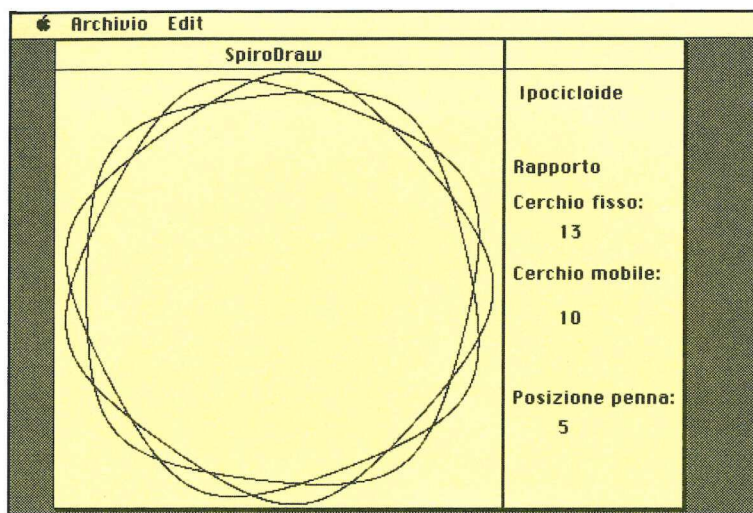 Archivio Edit
SpiroDraw
Ipocicloide
Rapporto
Cerchio fisso:
13
Cerchio mobile:
10
Posizione penna:
5